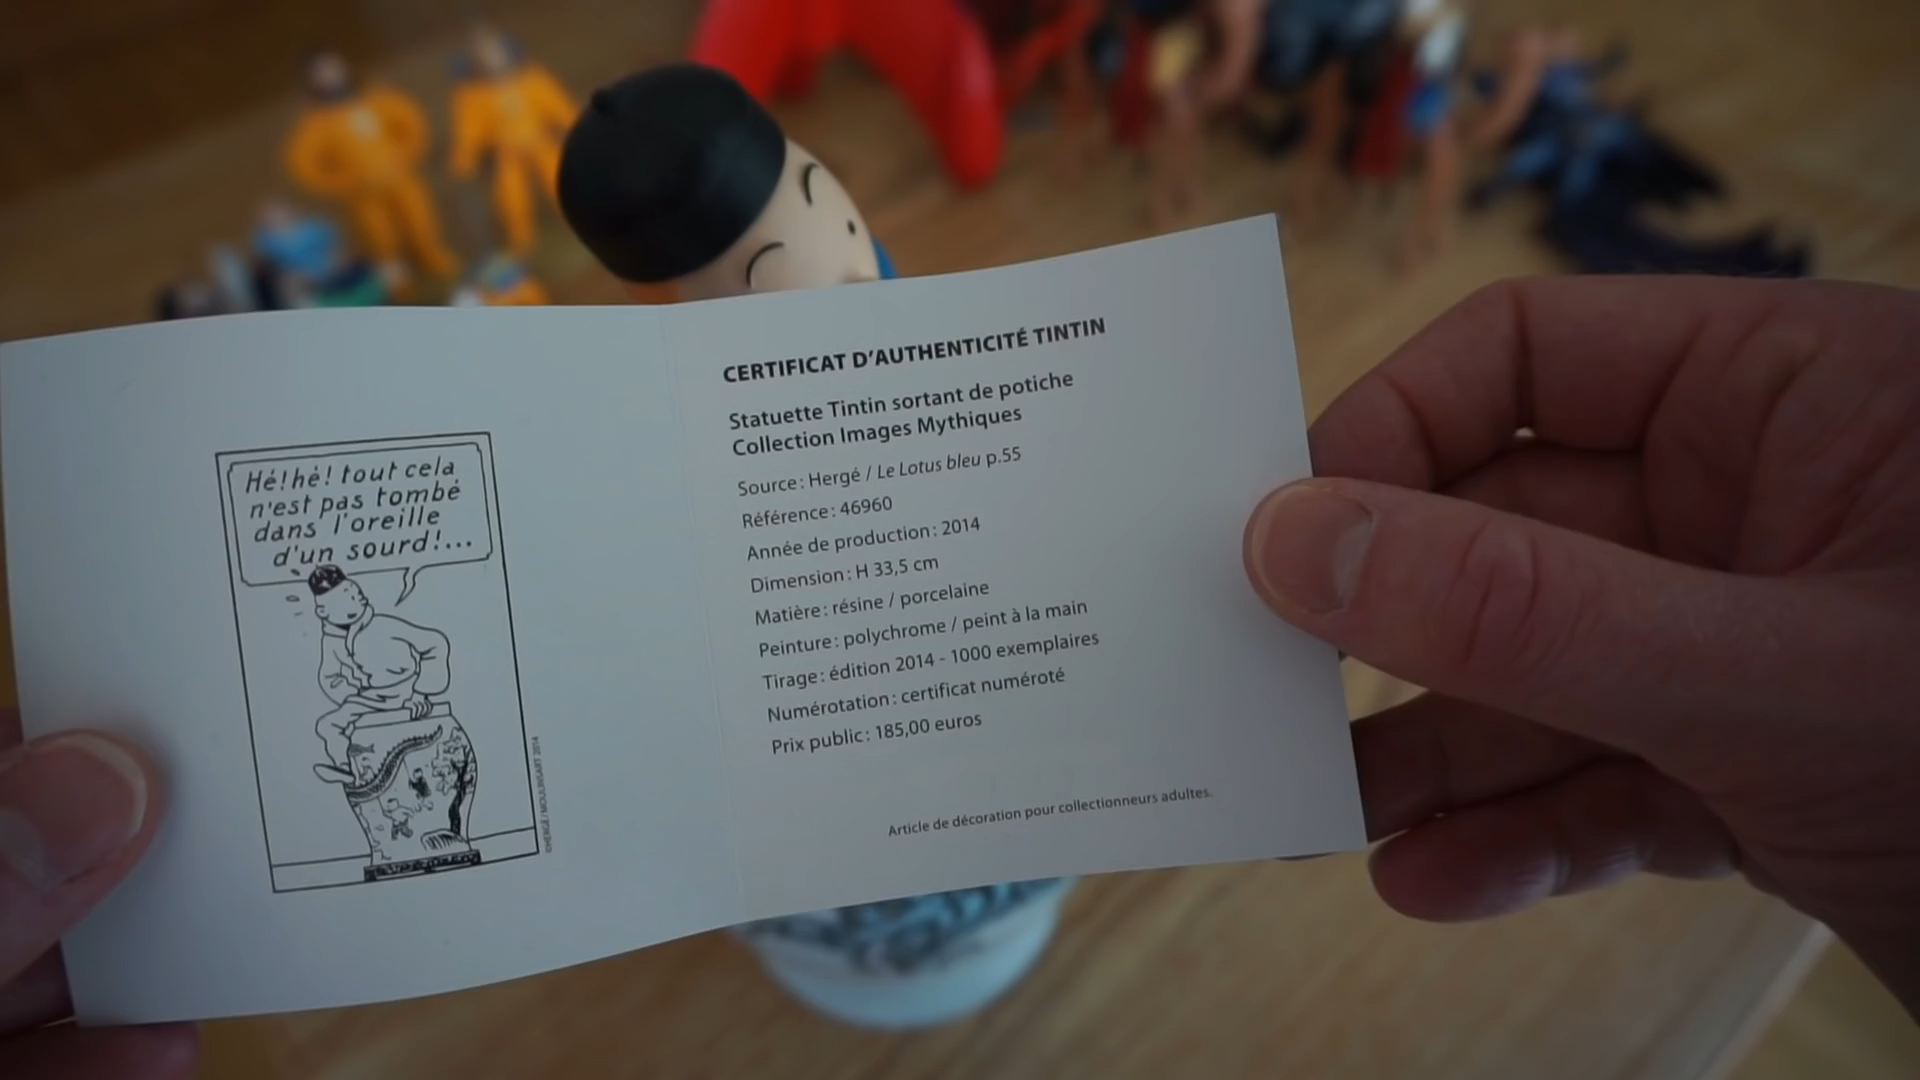 Hé!hé! tout cela
n'est pas tombé
dans l'oreille
d'un sourd!...
©HERGÉ/MOULINSART 2014
CERTIFICAT D'AUTHENTICITÉ TINTIN
Statuette Tintin sortant de potiche
Collection Images Mythiques
Source : Hergé / Le Lotus bleu p.55
Référence : 46960
Année de production : 2014
Dimension : H 33,5 cm
Matière : résine / porcelaine
Peinture : polychrome / peint à la main
Tirage : édition 2014 - 1000 exemplaires
Numérotation : certificat numéroté
Prix public : 185,00 euros
Article de décoration pour collectionneurs adultes.